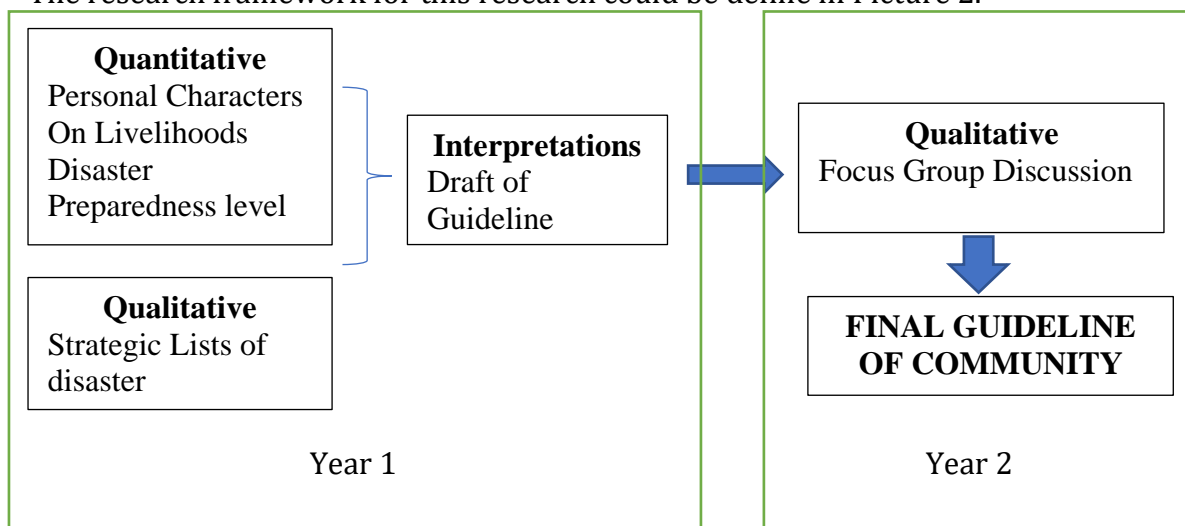 The research framework for this research could be define in Picture 2.
Quantitative
Personal Characters
On Livelihoods
Disaster
Preparedness level
Qualitative
Strategic Lists of
disaster
Interpretations
Draft of
Guideline
Year 1
Qualitative
Focus Group Discussion
FINAL GUIDELINE
OF COMMUNITY
Year 2